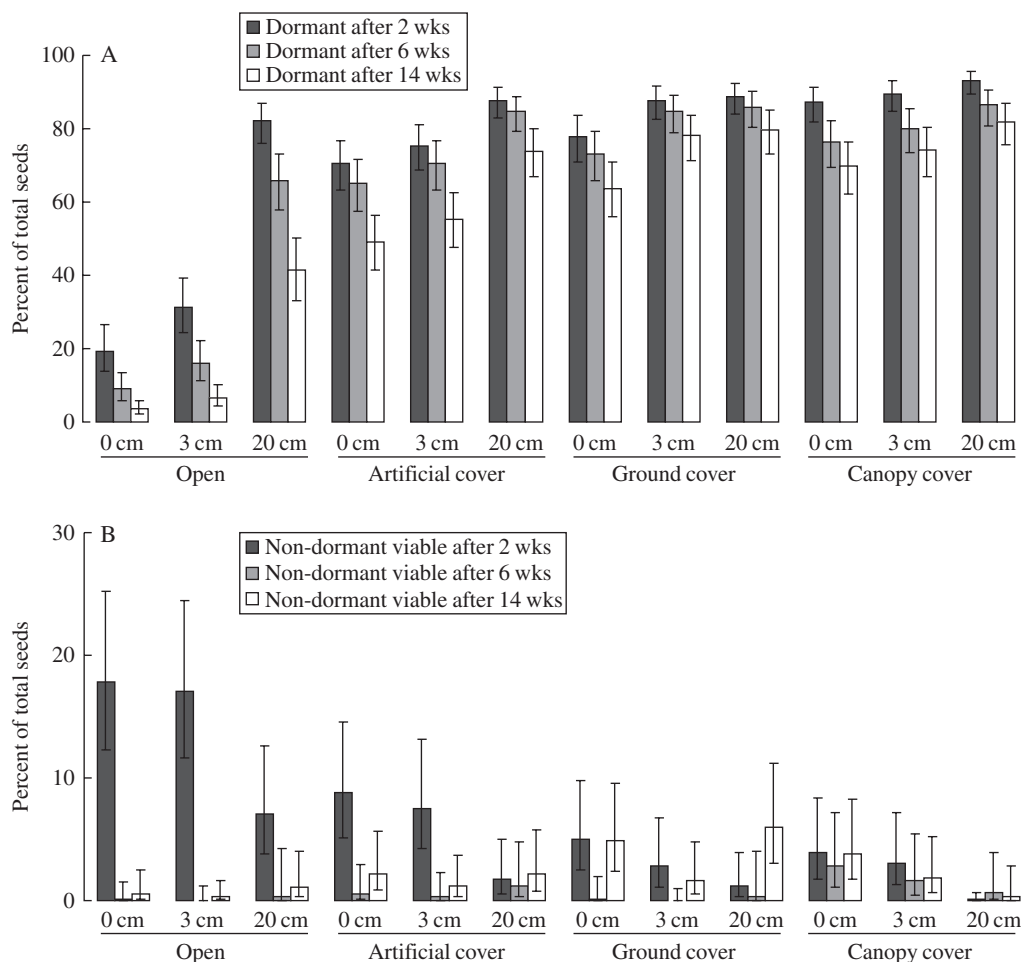 A
Dormant after 2 wks
Dormant after 6 wks
Dormant after 14 wks
Percent of total seeds
100
80
60
40
20
0
0 cm 3 cm 20 cm 0 cm 3 cm 20 cm 0 cm 3 cm 20 cm 0 cm 3 cm 20 cm
Open Artificial cover Ground cover Canopy cover
B
Non-dormant viable after 2 wks
Non-dormant viable after 6 wks
Non-dormant viable after 14 wks
Percent of total seeds
30
20
10
0
0 cm 3 cm 20 cm 0 cm 3 cm 20 cm 0 cm 3 cm 20 cm 0 cm 3 cm 20 cm
Open Artificial cover Ground cover Canopy cover